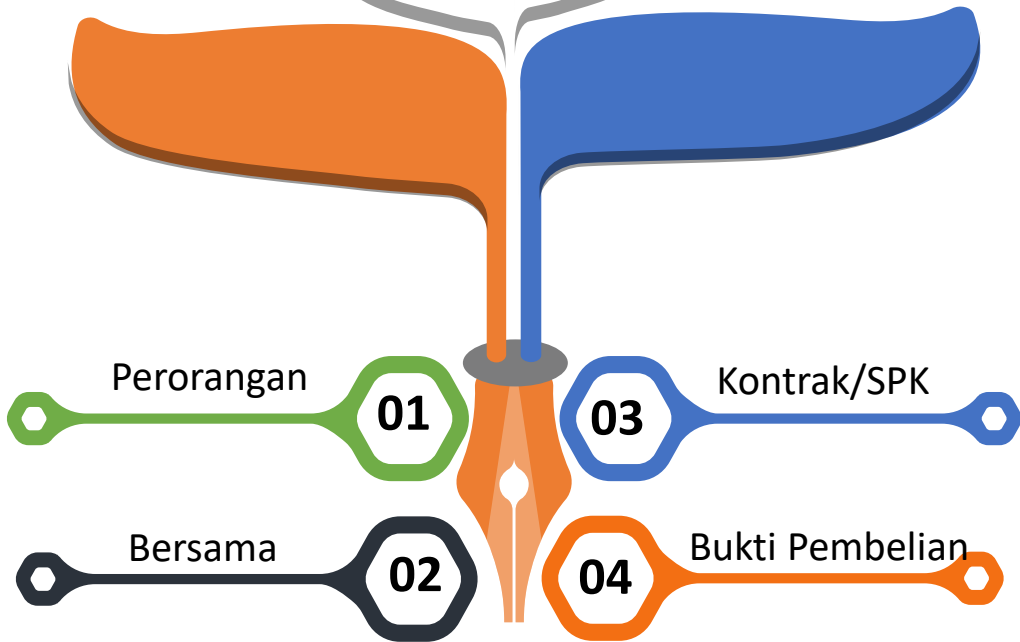 Perorangan
01
Bersama
02
Kontrak/SPK
03
Bukti Pembelian
04